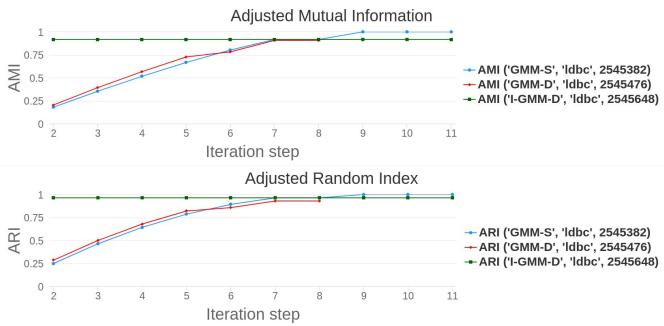 Adjusted Mutual Information
1
0.75
0.5
0.25
0
AMI
2 3 4 5 6 7 8 9 10 11
Iteration step
AMI ('GMM-S', 'ldbc', 2545382)
AMI ('GMM-D', 'ldbc', 2545476)
AMI ('I-GMM-D', 'ldbc', 2545648)
Adjusted Random Index
1
0.75
0.5
0.25
0
ARI
2 3 4 5 6 7 8 9 10 11
Iteration step
ARI ('GMM-S', 'ldbc', 2545382)
ARI ('GMM-D', 'ldbc', 2545476)
ARI ('I-GMM-D', 'ldbc', 2545648)